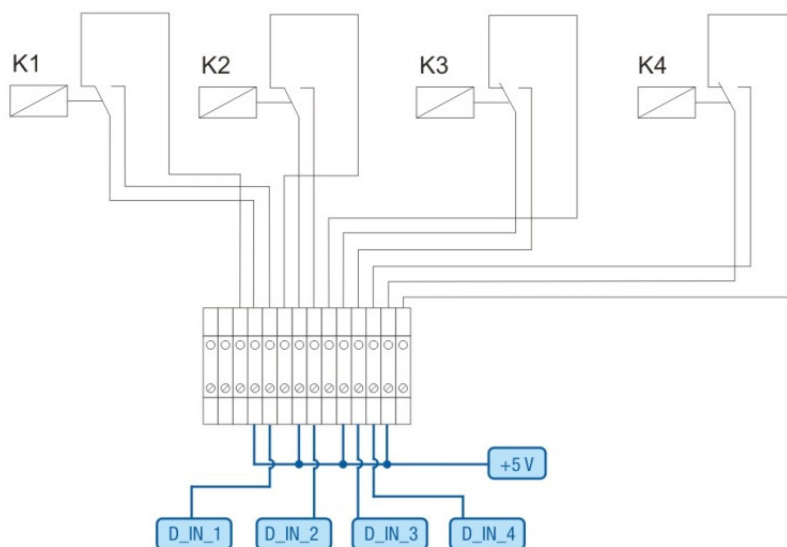 K1
K2
K3
K4
+5 V
D_IN_1
D_IN_2
D_IN_3
D_IN_4